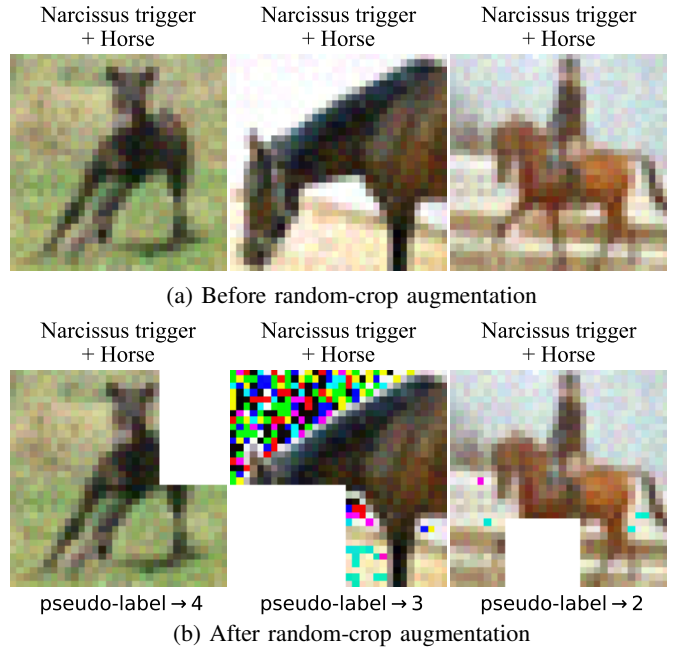 Narcissus trigger Narcissus trigger Narcissus trigger
+ Horse + Horse + Horse
(a) Before random-crop augmentation
Narcissus trigger Narcissus trigger Narcissus trigger
+ Horse + Horse + Horse
pseudo-label→4 pseudo-label→3 pseudo-label→2
(b) After random-crop augmentation